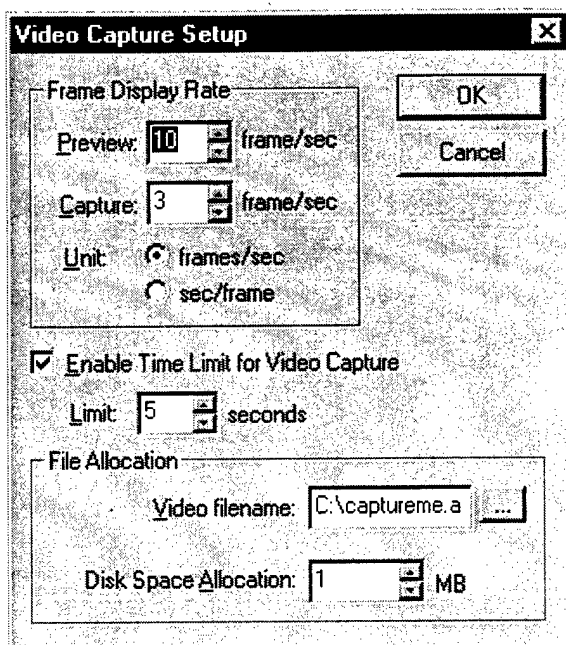 Video Capture Setup
Frame Display Rate
OK
Preview: 10 frame/sec
Cancel
Capture: 3 frame/sec
Unit: frames/sec
sec/frame
Enable Time Limit for Video Capture
Limit: 5 seconds
File Allocation
Video filename: C:\captureme.a ...
Disk Space Allocation: 1 MB